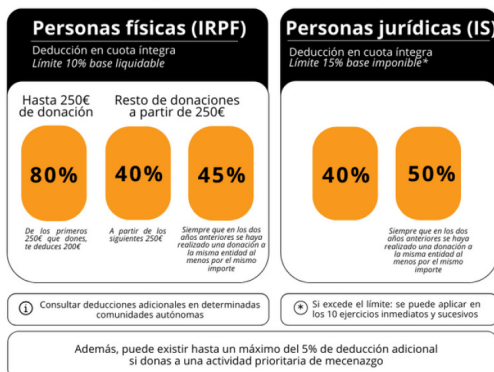 Personas físicas (IRPF)
Deducción en cuota íntegra
Límite 10% base liquidable
Hasta 250€
de donación
Resto de donaciones
a partir de 250€
80%
40%
45%
De los primeros
250€ que dones,
te deduces 200€
A partir de los
siguientes 250€
Siempre que en los dos
años anteriores se haya
realizado una donación a
la misma entidad al
menos por el mismo
importe
Personas jurídicas (IS)
Deducción en cuota íntegra
Límite 15% base imponible*
40%
50%
Siempre que en los dos
años anteriores se haya
realizado una donación a
la misma entidad al
menos por el mismo
importe
i Consultar deducciones adicionales en determinadas
comunidades autónomas
* Si excede el límite: se puede aplicar en
los 10 ejercicios inmediatos y sucesivos
Además, puede existir hasta un máximo del 5% de deducción adicional
si donas a una actividad prioritaria de mecenazgo